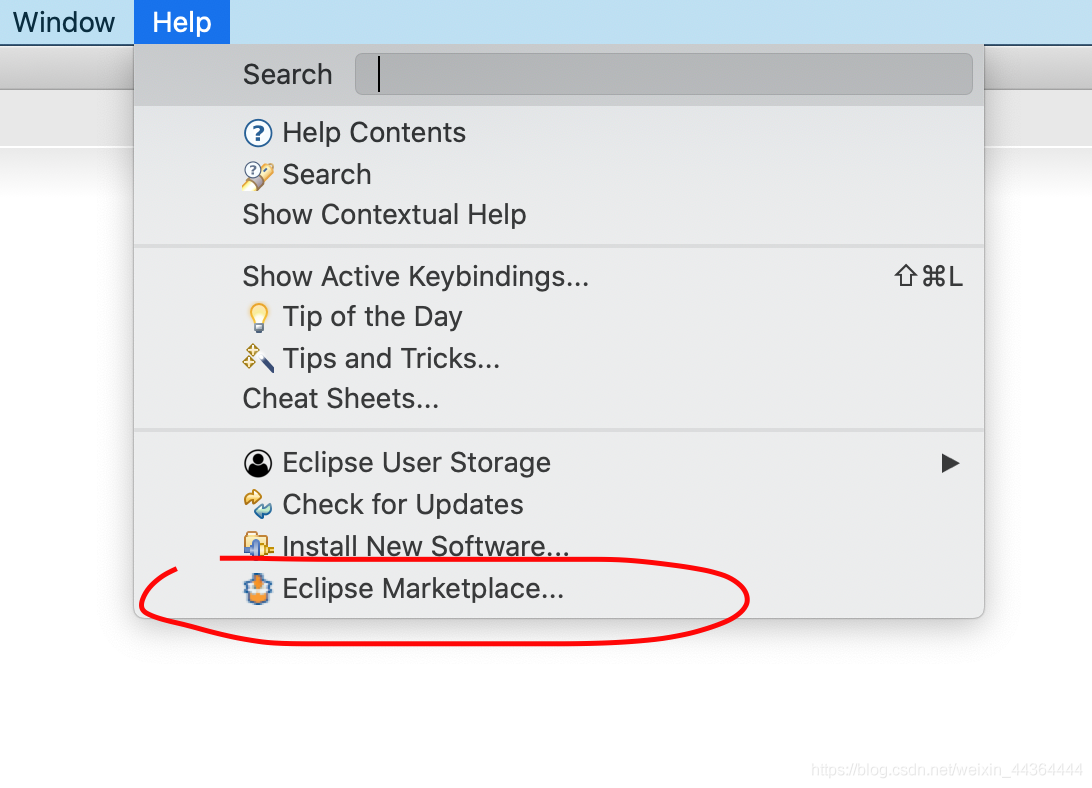 Window Help
Search
Help Contents
Search
Show Contextual Help
Show Active Keybindings... ⇧⌘L
Tip of the Day
Tips and Tricks...
Cheat Sheets...
Eclipse User Storage
Check for Updates
Install New Software...
Eclipse Marketplace...
https://blog.csdn.net/weixin_44364444